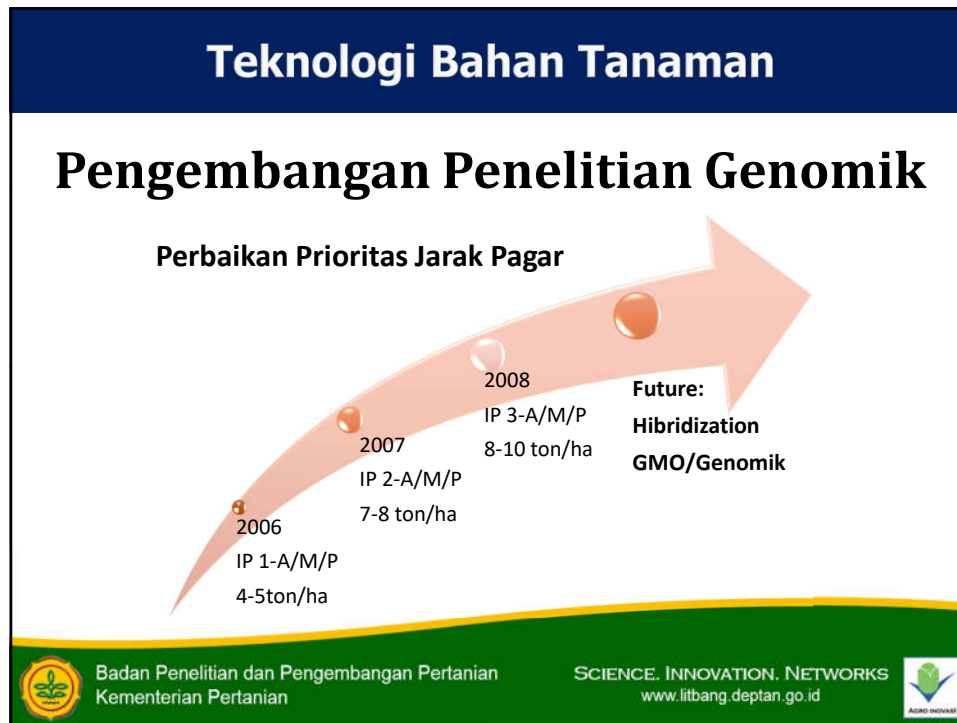 Teknologi Bahan Tanaman
Pengembangan Penelitian Genomik
Perbaikan Prioritas Jarak Pagar
2006
IP 1-A/M/P
4-5ton/ha
2007
IP 2-A/M/P
7-8 ton/ha
2008
IP 3-A/M/P
8-10 ton/ha
Future:
Hibridization
GMO/Genomik
Badan Penelitian dan Pengembangan Pertanian
Kementerian Pertanian
SCIENCE. INNOVATION. NETWORKS
www.litbang.deptan.go.id
AGRO INOVASI